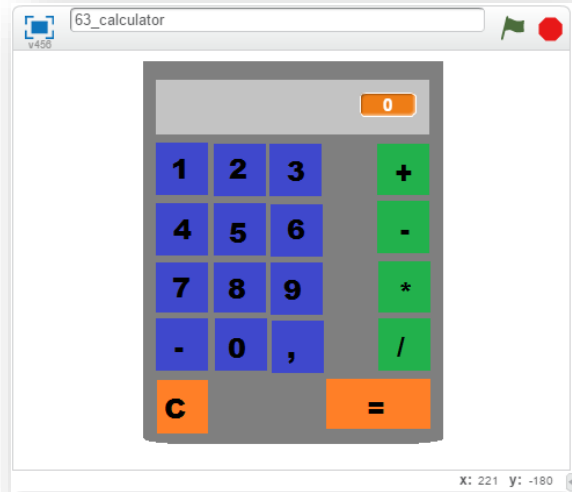 63_calculator
v456
0
1 2 3 +
4 5 6 -
7 8 9 *
- 0 , /
C =
x: 221 y: -180